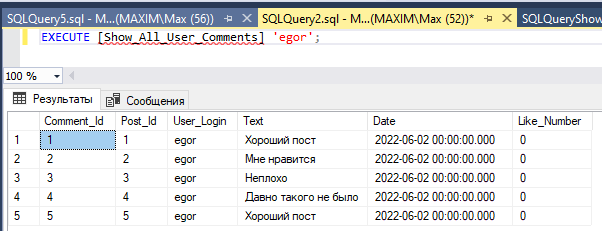 SQLQuery5.sql - M...(MAXIM\Max (56))
SQLQuery2.sql - M...(MAXIM\Max (52))*
SQLQueryShow
EXECUTE [Show_All_User_Comments] 'egor';
100 %
Результаты Сообщения
Comment_Id Post_Id User_Login Text Date Like_Number
1 1 1 egor Хороший пост 2022-06-02 00:00:00.000 0
2 2 2 egor Мне нравится 2022-06-02 00:00:00.000 0
3 3 3 egor Неплохо 2022-06-02 00:00:00.000 0
4 4 4 egor Давно такого не было 2022-06-02 00:00:00.000 0
5 5 5 egor Хороший пост 2022-06-02 00:00:00.000 0